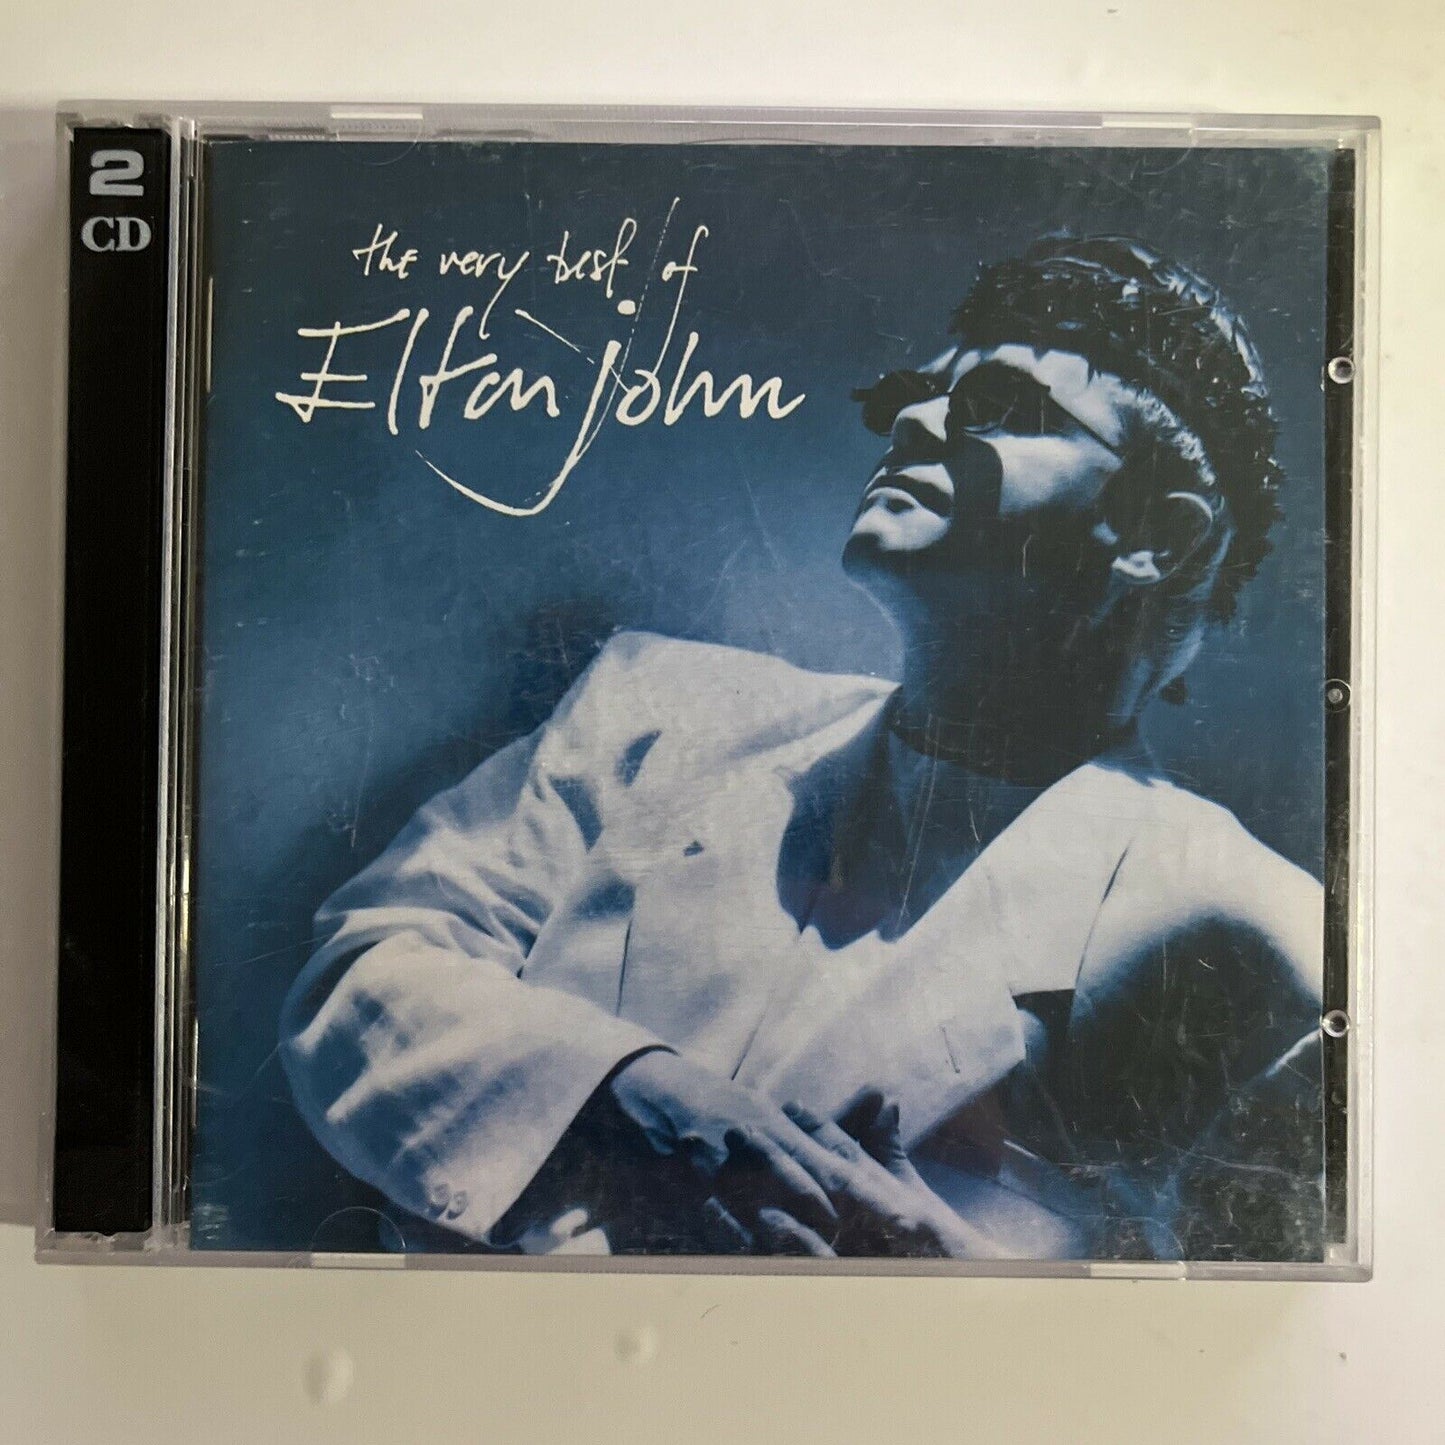 2
CD
the very best of
Elton john